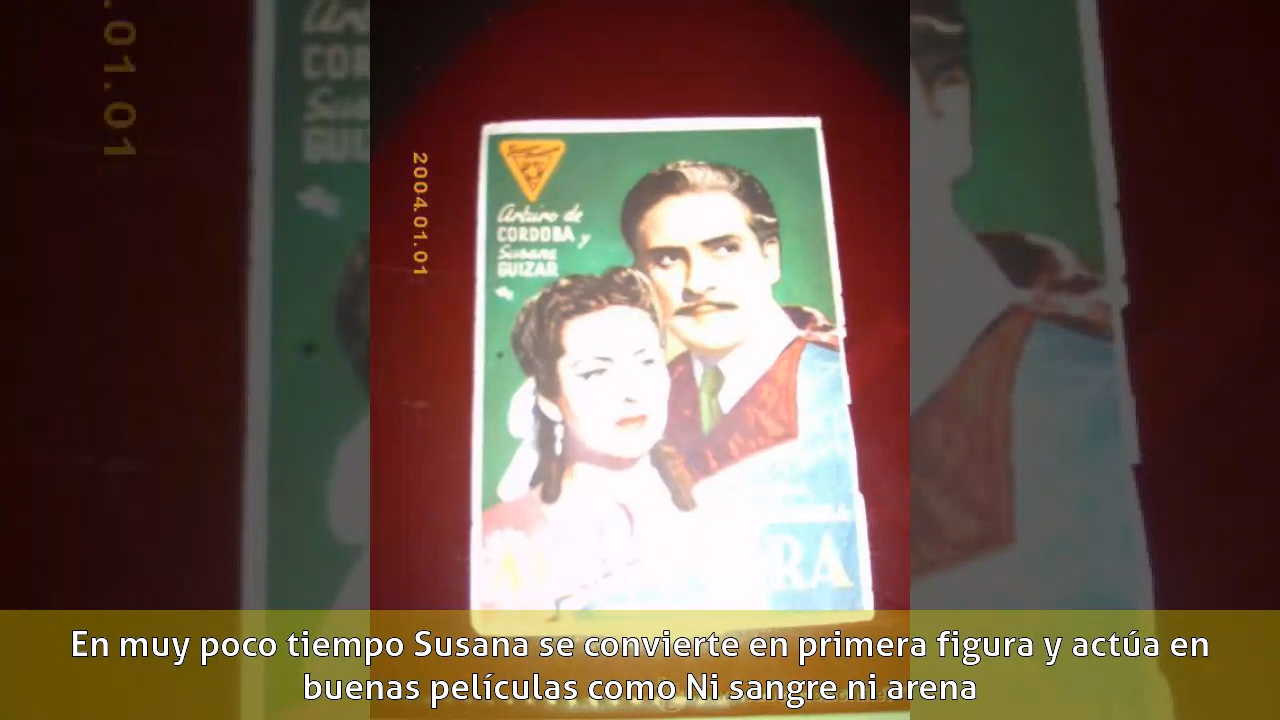 2004.01.01
Arturo de
CORDOBA y
Susana
GUIZAR
En muy poco tiempo Susana se convierte en primera figura y actúa en
buenas películas como Ni sangre ni arena